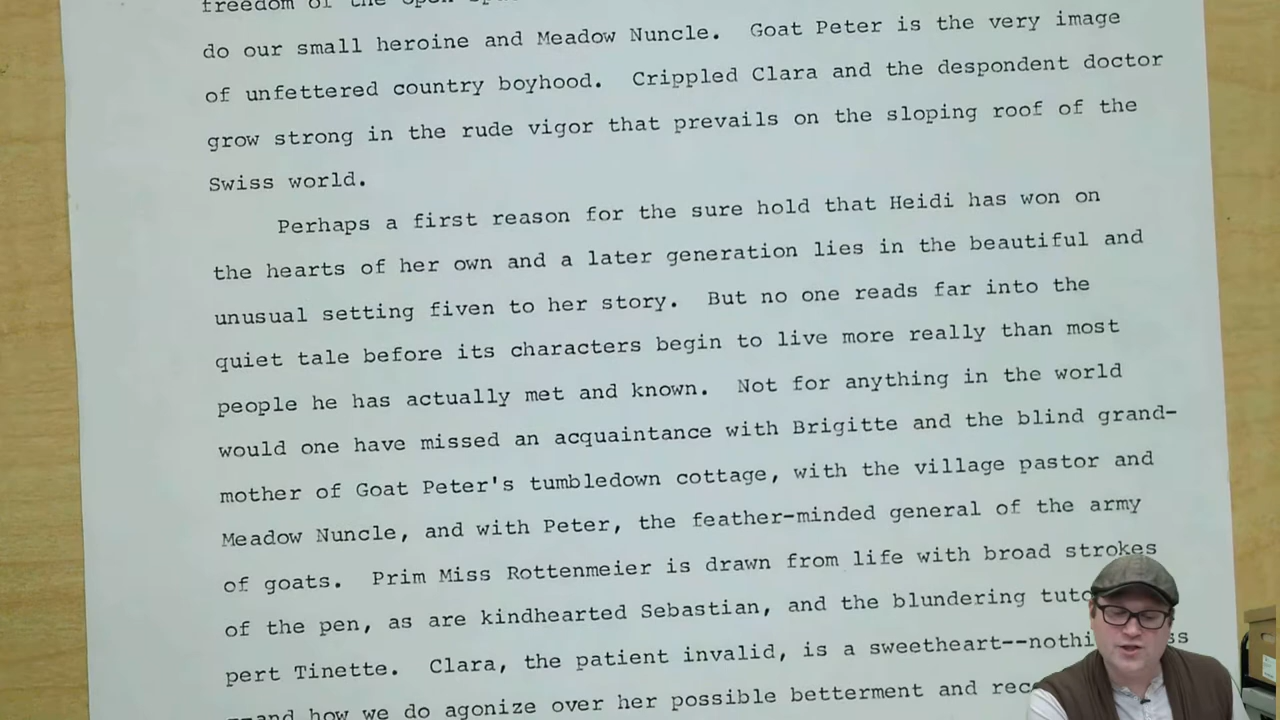 freedom of the open
do our small heroine and Meadow Nuncle.  Goat Peter is the very image
of unfettered country boyhood.  Crippled Clara and the despondent doctor
grow strong in the rude vigor that prevails on the sloping roof of the
Swiss world.
Perhaps a first reason for the sure hold that Heidi has won on
the hearts of her own and a later generation lies in the beautiful and
unusual setting fiven to her story.  But no one reads far into the
quiet tale before its characters begin to live more really than most
people he has actually met and known.  Not for anything in the world
would one have missed an acquaintance with Brigitte and the blind grand-
mother of Goat Peter's tumbledown cottage, with the village pastor and
Meadow Nuncle, and with Peter, the feather-minded general of the army
of goats.  Prim Miss Rottenmeier is drawn from life with broad strokes
of the pen, as are kindhearted Sebastian, and the blundering
pert Tinette.  Clara, the patient invalid, is a sweetheart--
--and how we do agonize over her possible betterment and